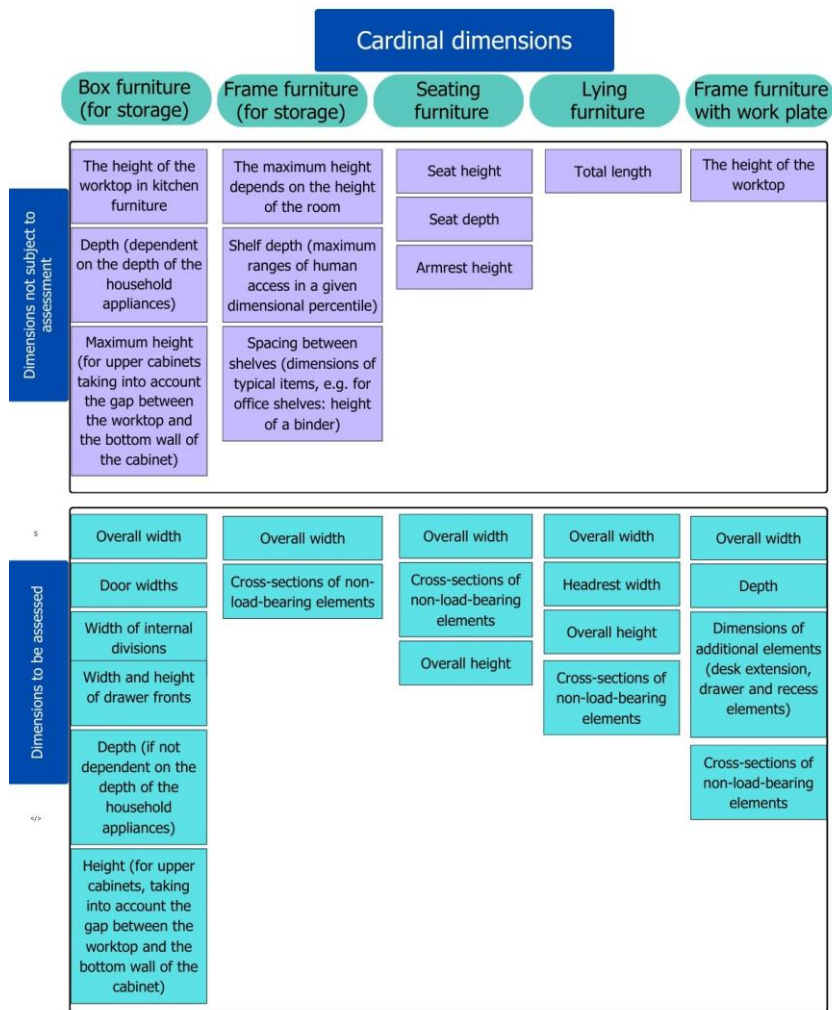 Cardinal dimensions
Box furniture
(for storage)
Frame furniture
(for storage)
Seating
furniture
Lying
furniture
Frame furniture
with work plate
Dimensions not subject to
assessment
The height of the
worktop in kitchen
furniture
Depth (dependent
on the depth of the
household
appliances)
Maximum height
(for upper cabinets
taking into account
the gap between
the worktop and
the bottom wall of
the cabinet)
The maximum height
depends on the height
of the room
Shelf depth (maximum
ranges of human
access in a given
dimensional percentile)
Spacing between
shelves (dimensions of
typical items, e.g. for
office shelves: height
of a binder)
Seat height
Seat depth
Armrest height
Total length
The height of the
worktop
s
Dimensions to be assessed
</>
Overall width
Door widths
Width of internal
divisions
Width and height
of drawer fronts
Depth (if not
dependent on the
depth of the
household
appliances)
Height (for upper
cabinets, taking
into account the
gap between the
worktop and the
bottom wall of the
cabinet)
Overall width
Cross-sections of non-
load-bearing elements
Overall width
Cross-sections of
non-load-bearing
elements
Overall height
Overall width
Headrest width
Overall height
Cross-sections of
non-load-bearing
elements
Overall width
Depth
Dimensions of
additional elements
(desk extension,
drawer and recess
elements)
Cross-sections of
non-load-bearing
elements